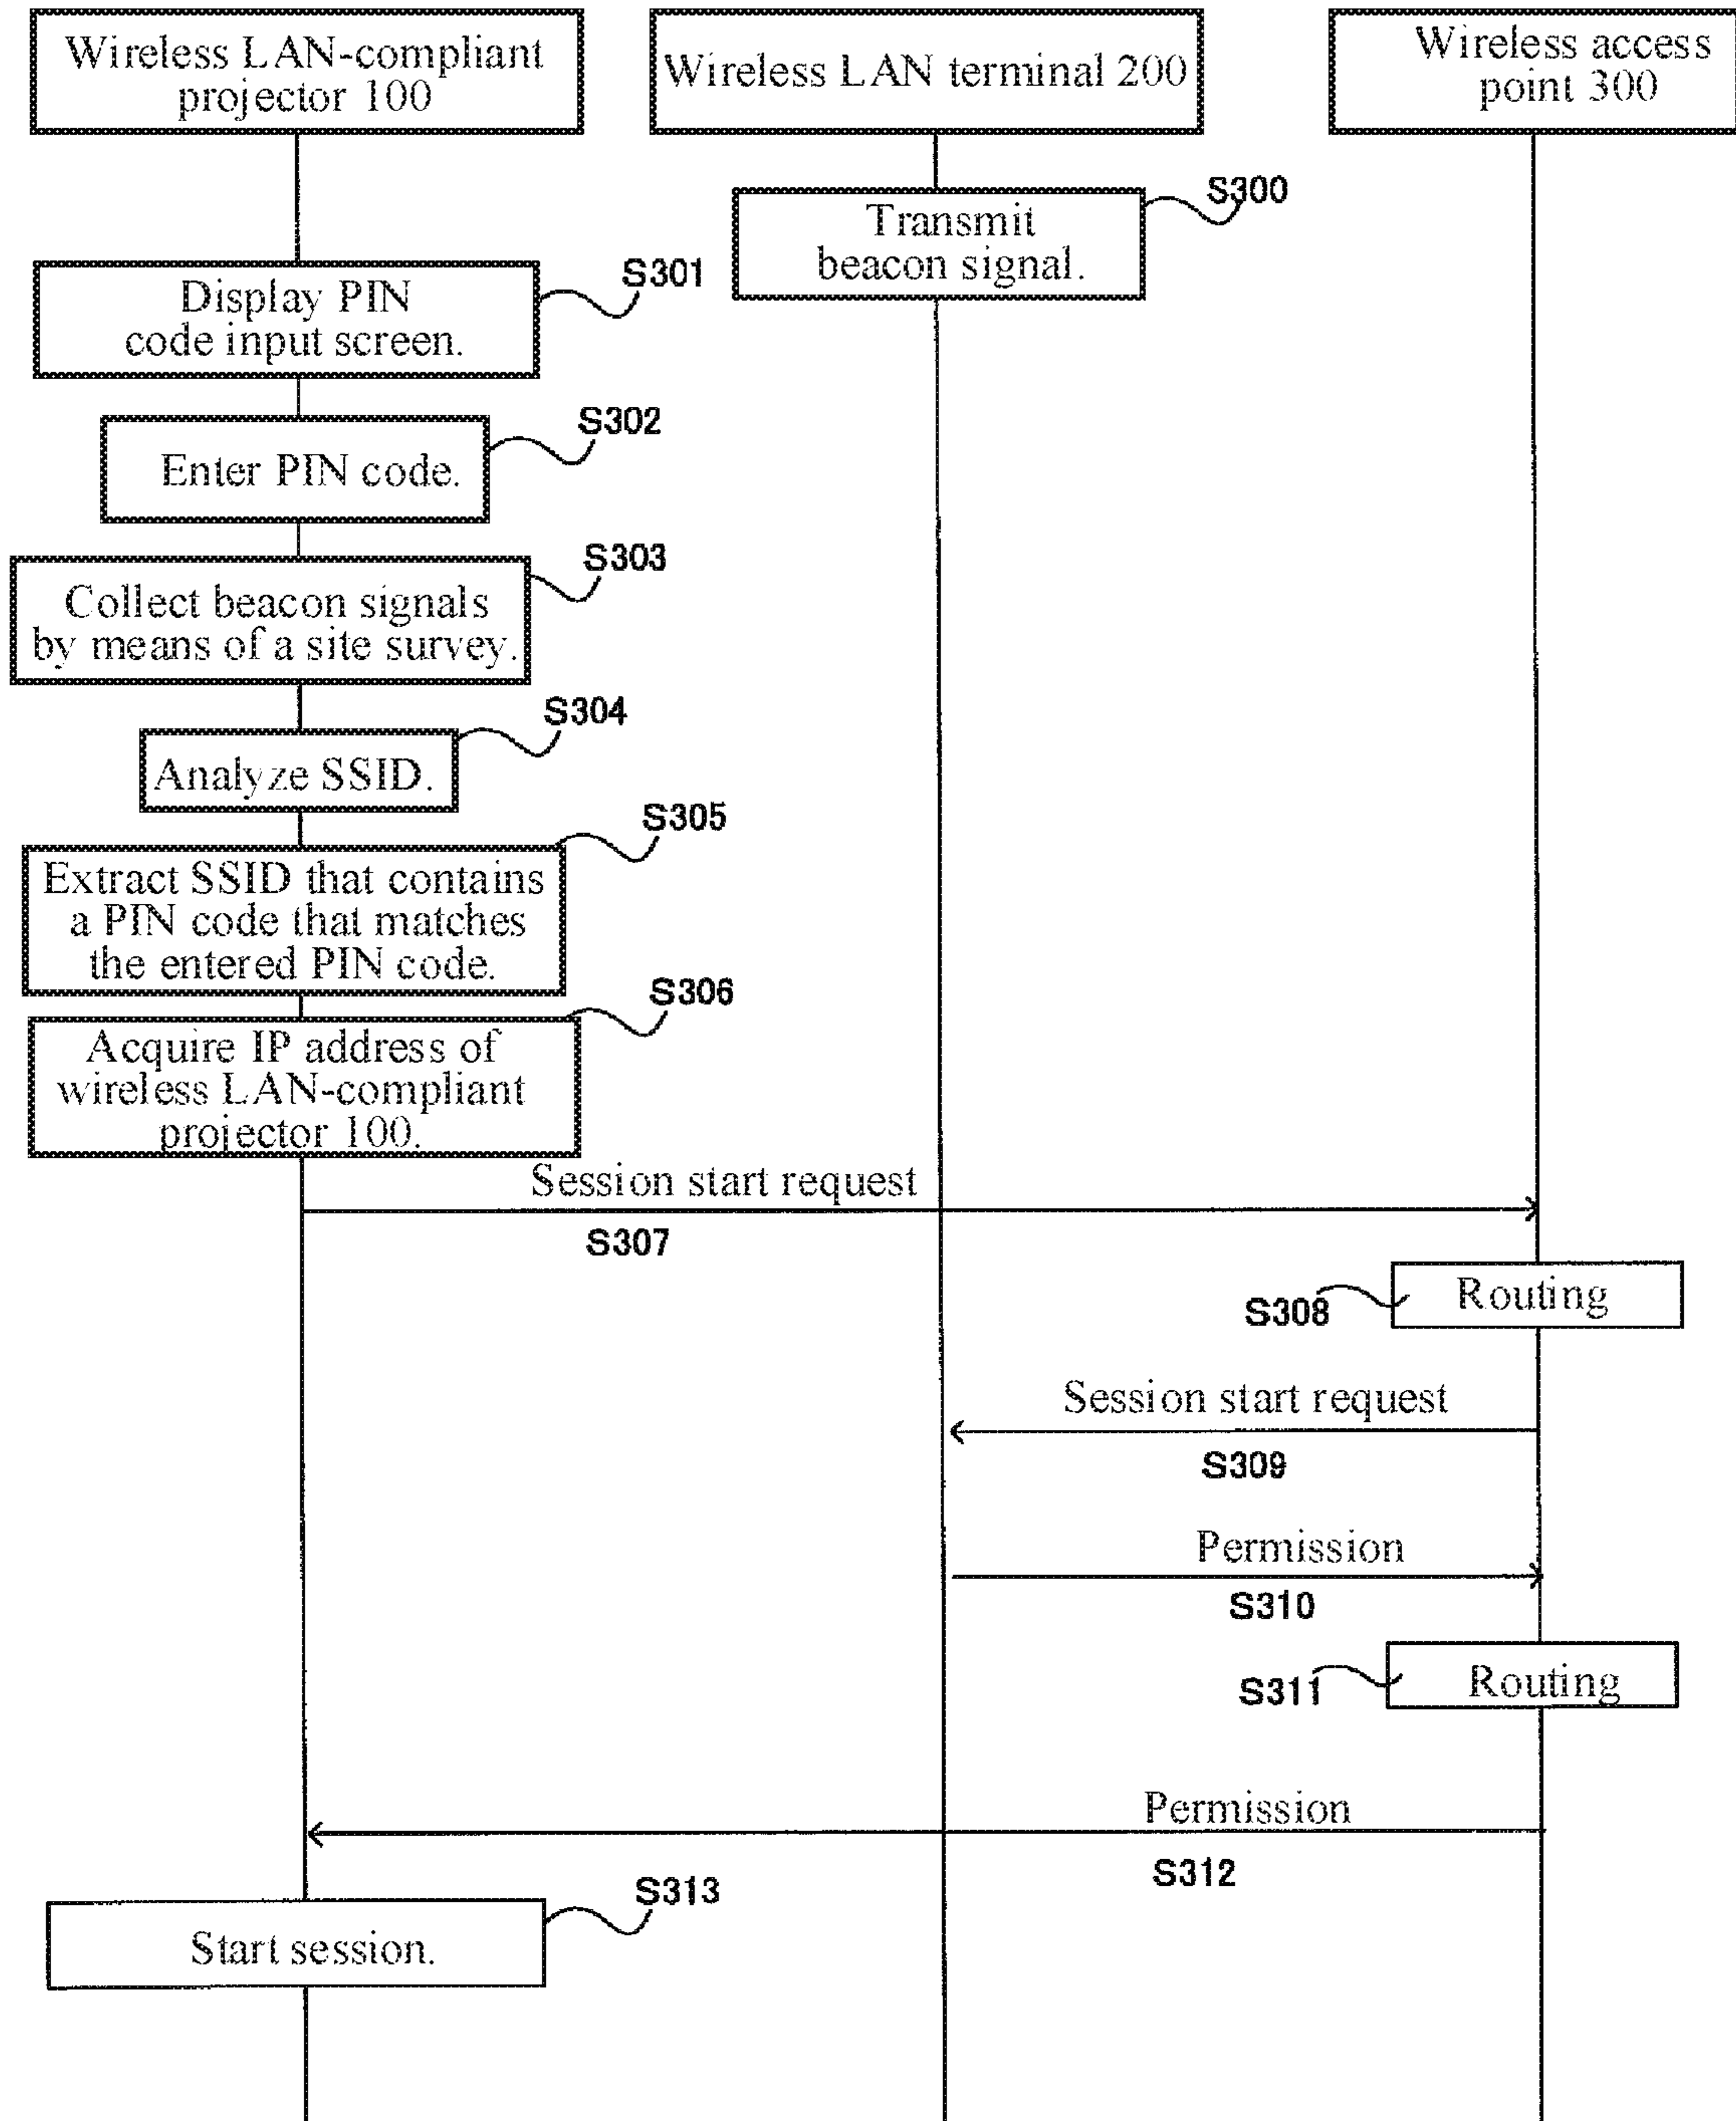 Wireless LAN-compliant
projector 100
Wireless LAN terminal 200
Wireless access
point 300
S300
Transmit
beacon signal.
S301
Display PIN
code input screen.
S302
Enter PIN code.
S303
Collect beacon signals
by means of a site survey.
S304
Analyze SSID.
S305
Extract SSID that contains
a PIN code that matches
the entered PIN code.
S306
Acquire IP address of
wireless LAN-compliant
projector 100.
Session start request
S307
Routing
S308
Session start request
S309
Permission
S310
Routing
S311
Permission
S312
S313
Start session.